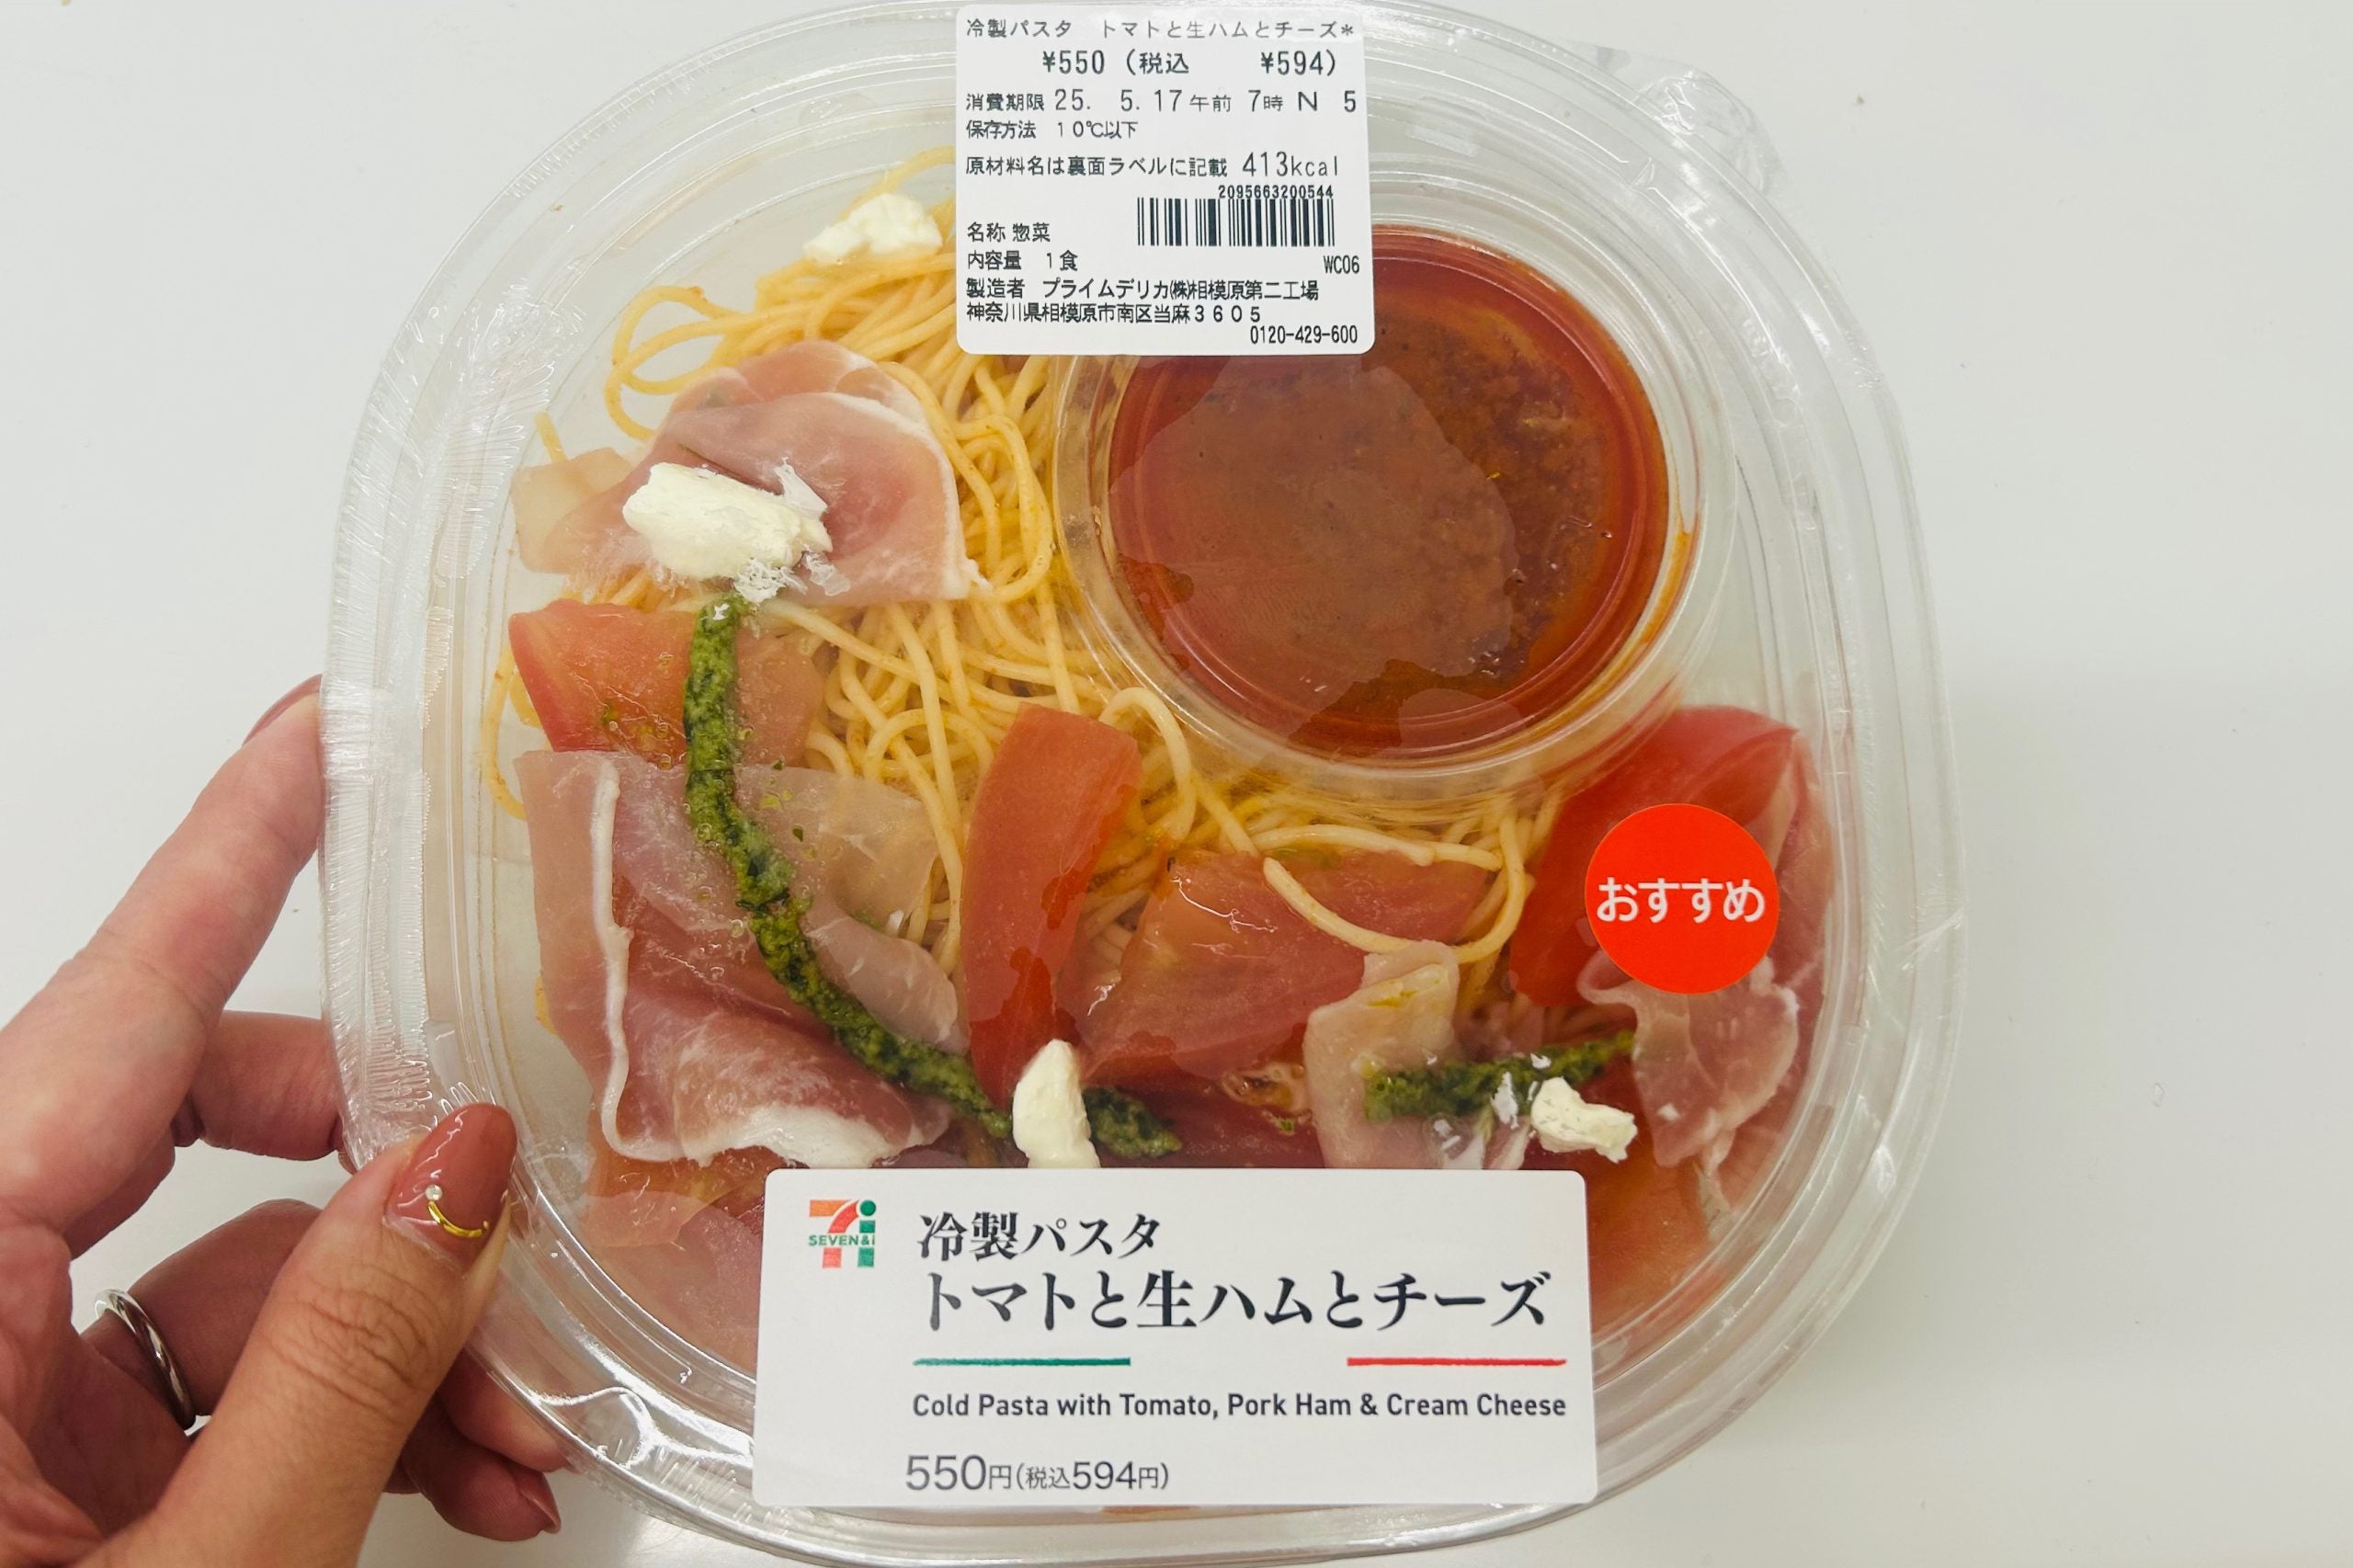 冷製パスタ トマトと生ハムとチーズ*
¥550 (税込 ¥594)
消費期限 25. 5. 17午前 7時 N 5
保存方法 10℃以下
原材料名は裏面ラベルに記載 413kcal
2095663200544
名称 惣菜
内容量 1食
WC06
製造者 プライムデリカ㈱相模原第二工場
神奈川県相模原市南区当麻3605
0120-429-600
おすすめ
SEVEN&i
冷製パスタ
トマトと生ハムとチーズ
Cold Pasta with Tomato, Pork Ham & Cream Cheese
550円(税込594円)